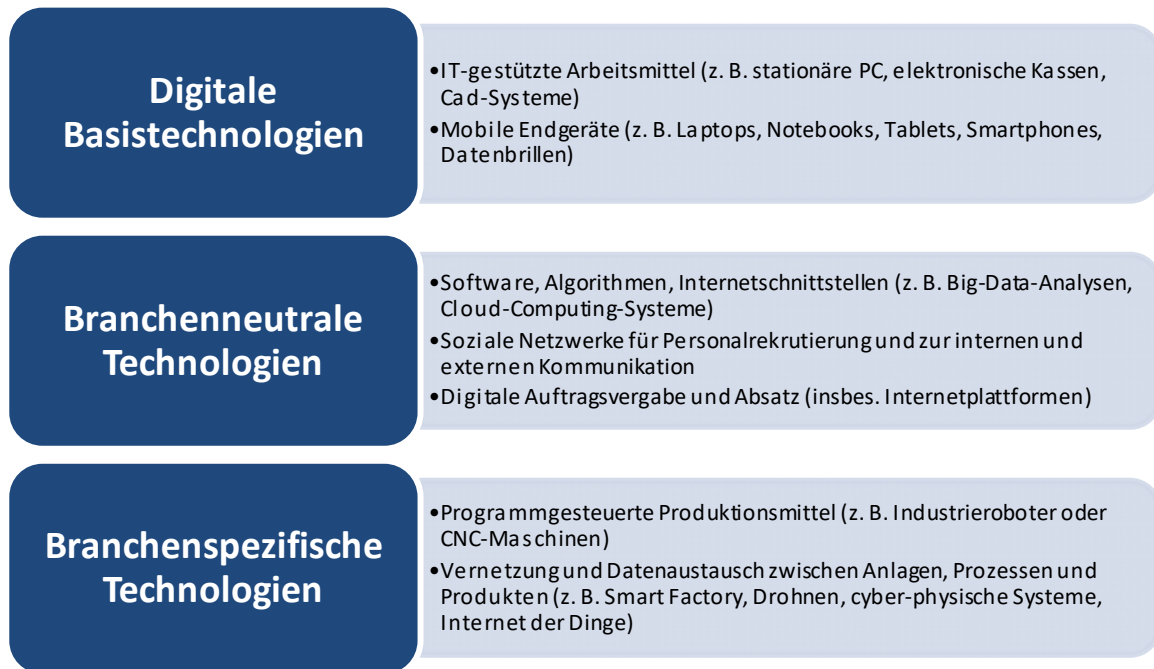 Digitale
Basistechnologien
•IT-gestützte Arbeitsmittel (z. B. stationäre PC, elektronische Kassen,
Cad-Systeme)
•Mobile Endgeräte (z. B. Laptops, Notebooks, Tablets, Smartphones,
Datenbrillen)
Branchenneutrale
Technologien
•Software, Algorithmen, Internetschnittstellen (z. B. Big-Data-Analysen,
Cloud-Computing-Systeme)
•Soziale Netzwerke für Personalrekrutierung und zur internen und
externen Kommunikation
•Digitale Auftragsvergabe und Absatz (insbes. Internetplattformen)
Branchenspezifische
Technologien
•Programmgesteuerte Produktionsmittel (z. B. Industrieroboter oder
CNC-Maschinen)
•Vernetzung und Datenaustausch zwischen Anlagen, Prozessen und
Produkten (z. B. Smart Factory, Drohnen, cyber-physische Systeme,
Internet der Dinge)